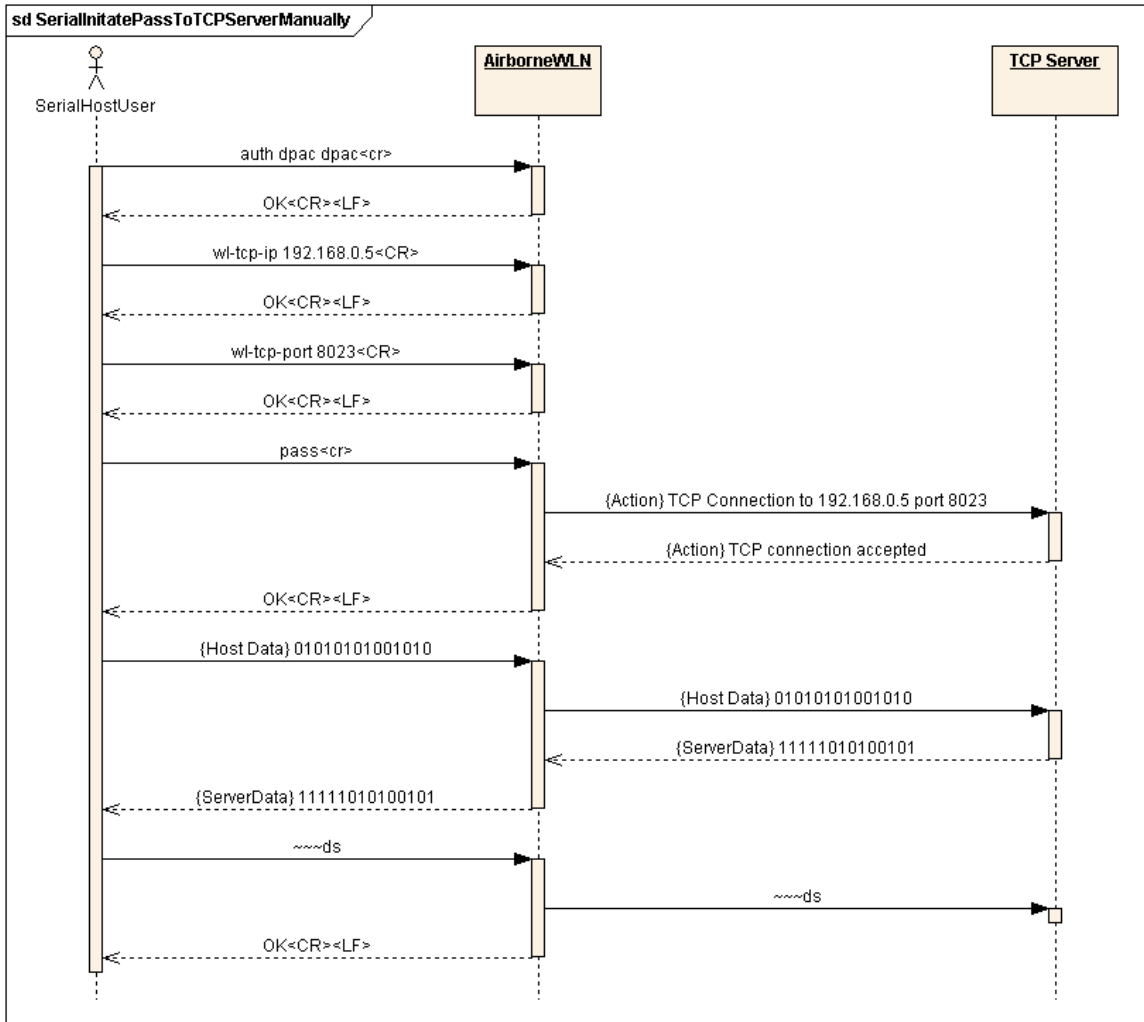 sd SerialInitatePassToTCPServerManually
SerialHostUser
AirborneWLN
TCP Server
auth dpac dpac<cr>
OK<CR><LF>
wl-tcp-ip 192.168.0.5<CR>
OK<CR><LF>
wl-tcp-port 8023<CR>
OK<CR><LF>
pass<cr>
{Action} TCP Connection to 192.168.0.5 port 8023
{Action} TCP connection accepted
OK<CR><LF>
{Host Data} 01010101001010
{Host Data} 01010101001010
{ServerData} 11111010100101
{ServerData} 11111010100101
~~~ds
~~~ds
OK<CR><LF>